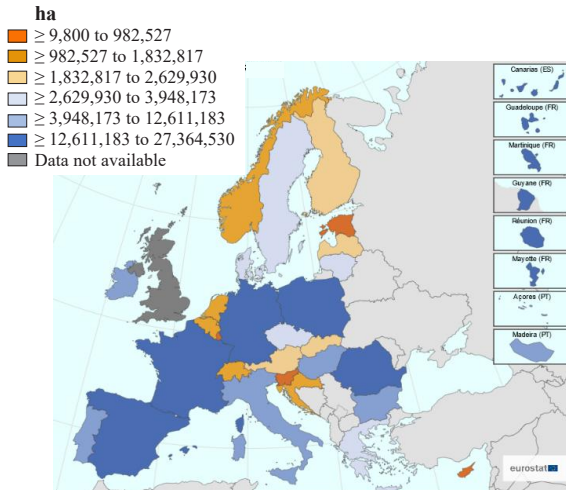 ha
≥ 9,800 to 982,527
≥ 982,527 to 1,832,817
≥ 1,832,817 to 2,629,930
≥ 2,629,930 to 3,948,173
≥ 3,948,173 to 12,611,183
≥ 12,611,183 to 27,364,530
Data not available
Canarias (ES)
Guadeloupe (FR)
Martinique (FR)
Guyane (FR)
Réunion (FR)
Mayotte (FR)
Açores (PT)
Madeira (PT)
eurostat